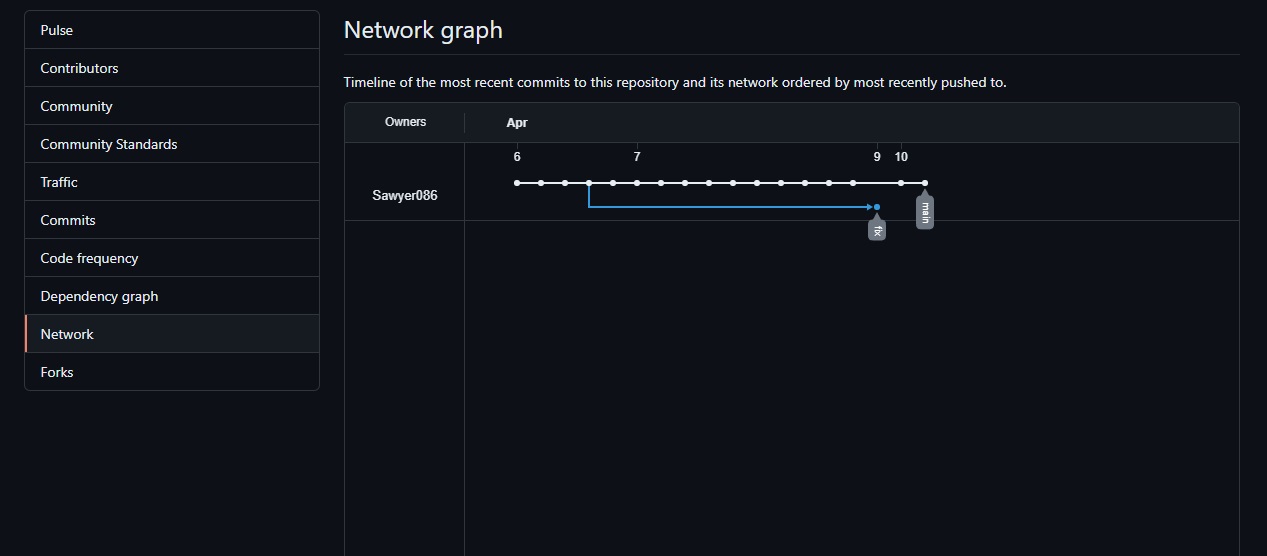 Pulse
Contributors
Community
Community Standards
Traffic
Commits
Code frequency
Dependency graph
Network
Forks
Network graph
Timeline of the most recent commits to this repository and its network ordered by most recently pushed to.
Owners Apr
6 7 9 10
Sawyer086
main
fix